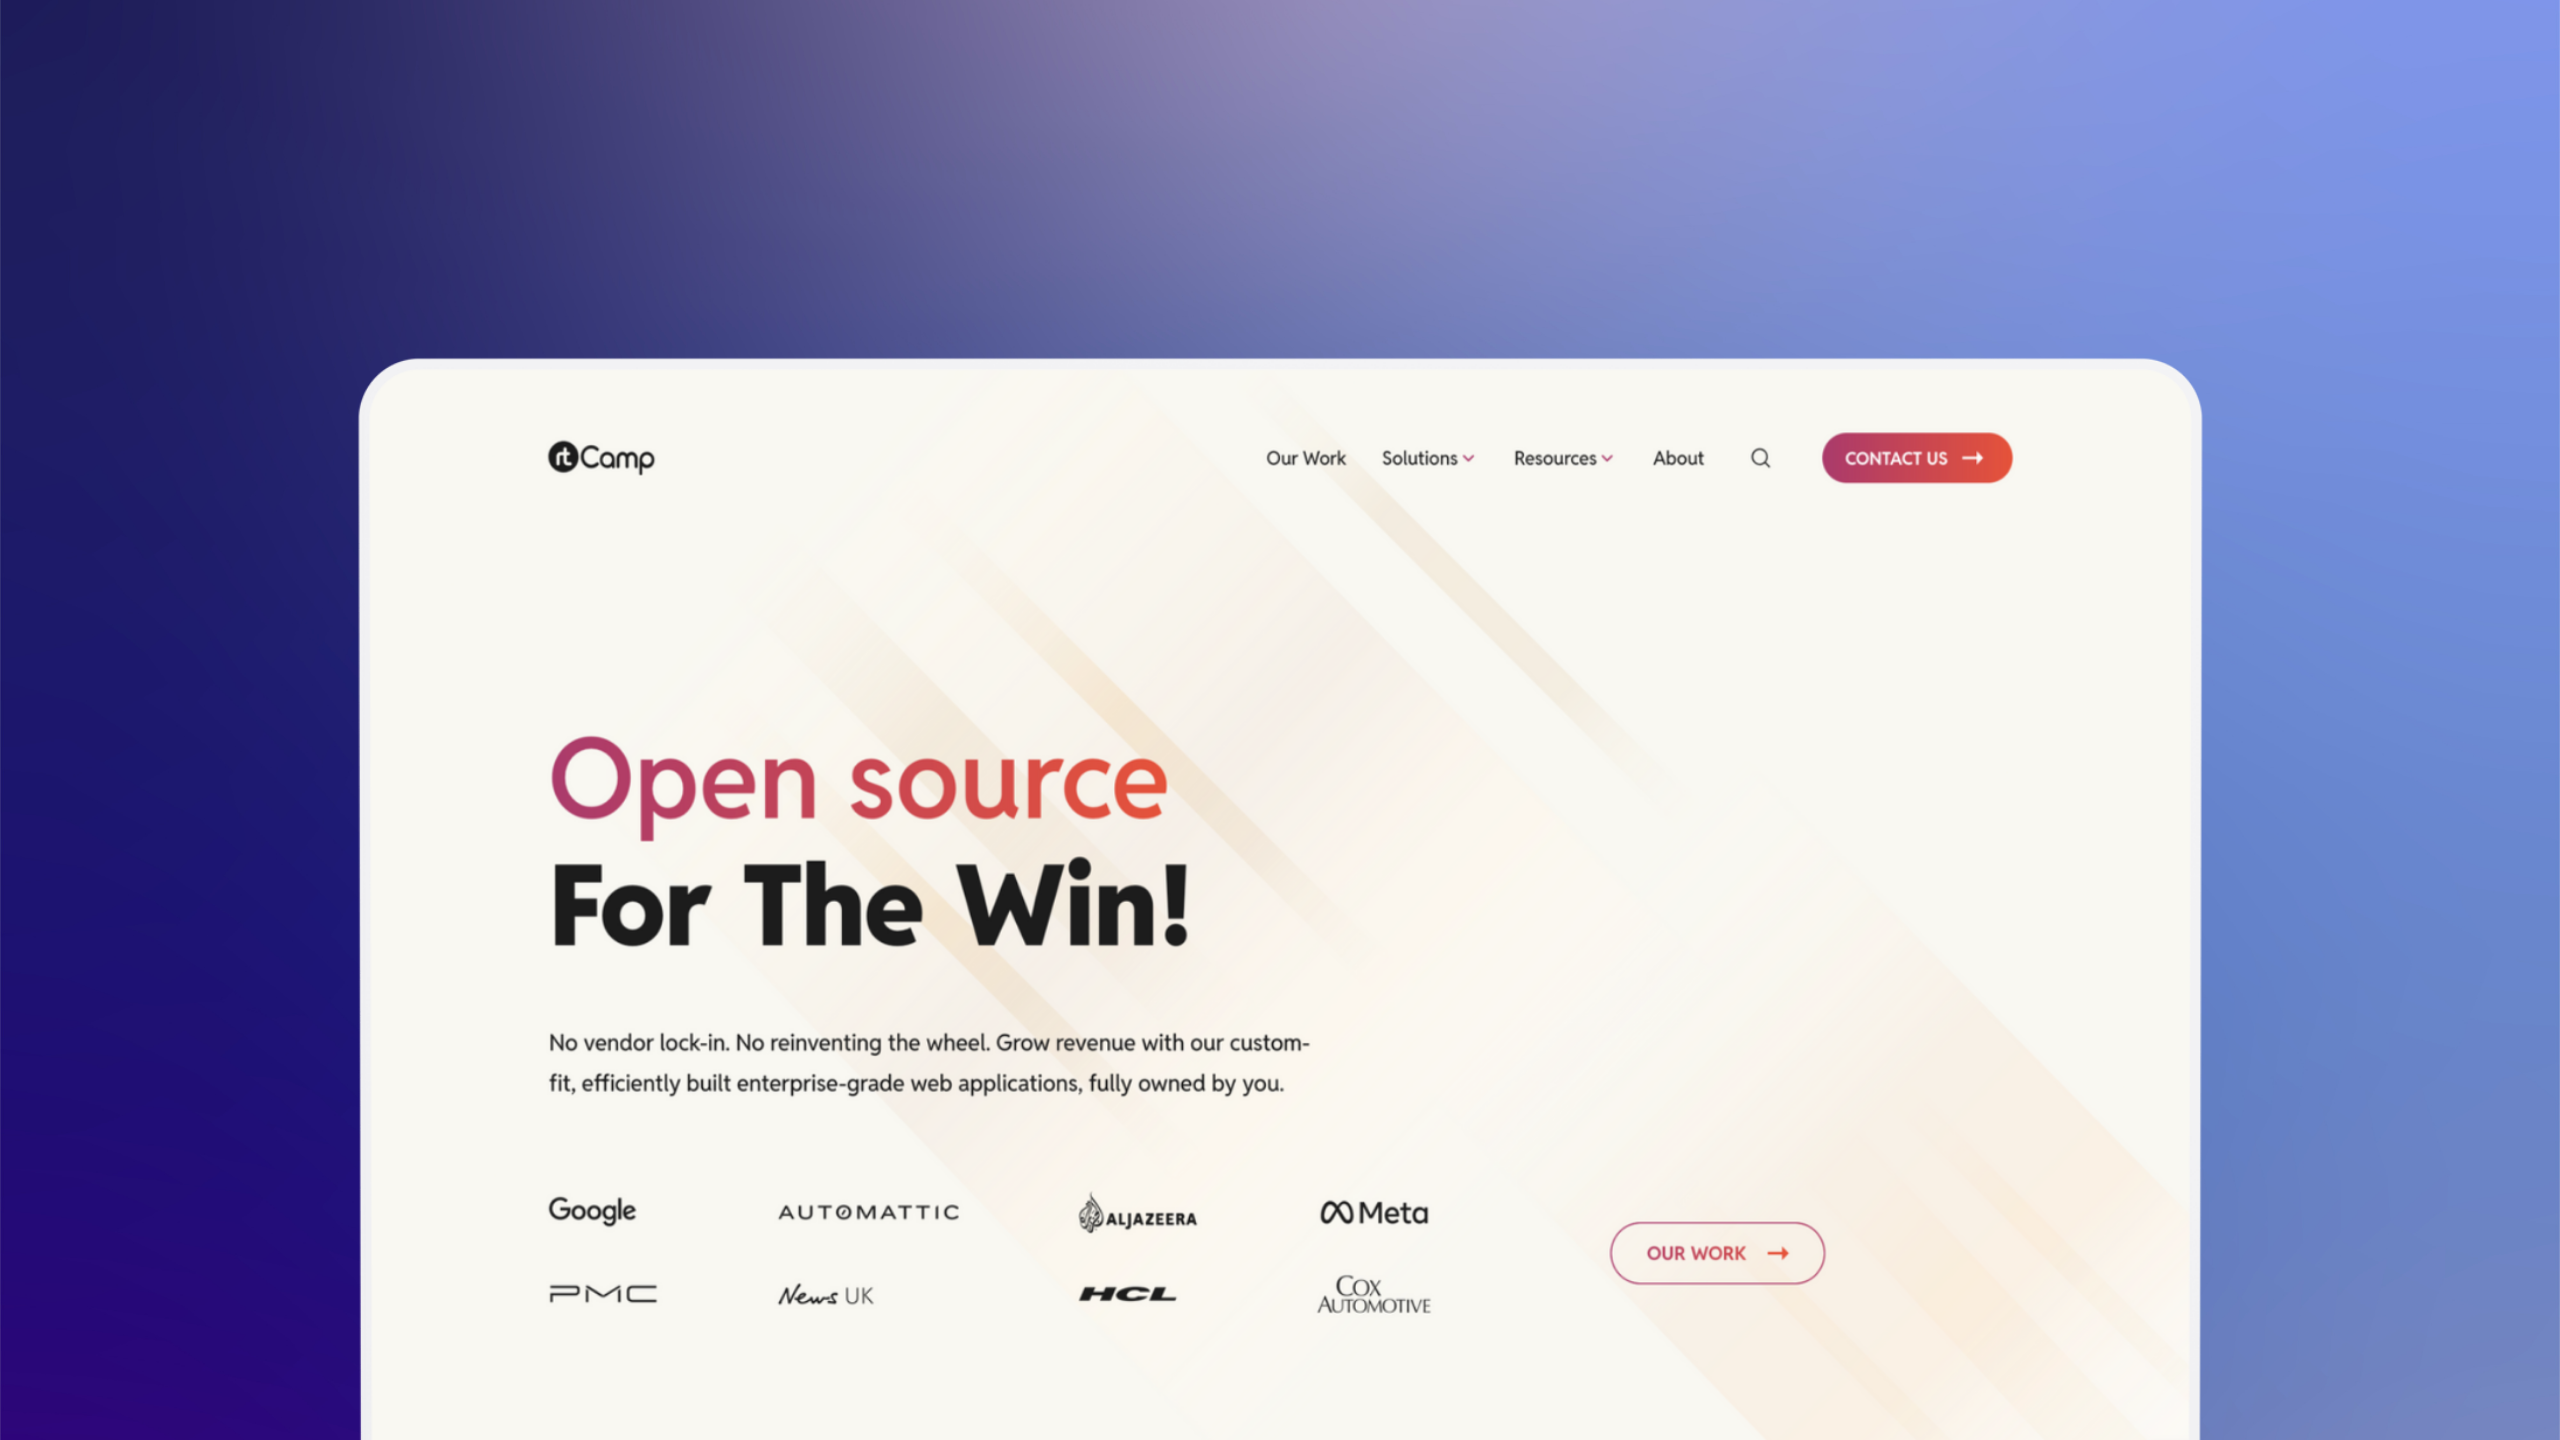 rtCamp
Our Work
Solutions
Resources
About
CONTACT US
Open source
For The Win!
No vendor lock-in. No reinventing the wheel. Grow revenue with our custom-
fit, efficiently built enterprise-grade web applications, fully owned by you.
Google
AUTOMATTIC
ALJAZEERA
Meta
PMC
News UK
HCL
COX
AUTOMOTIVE
OUR WORK